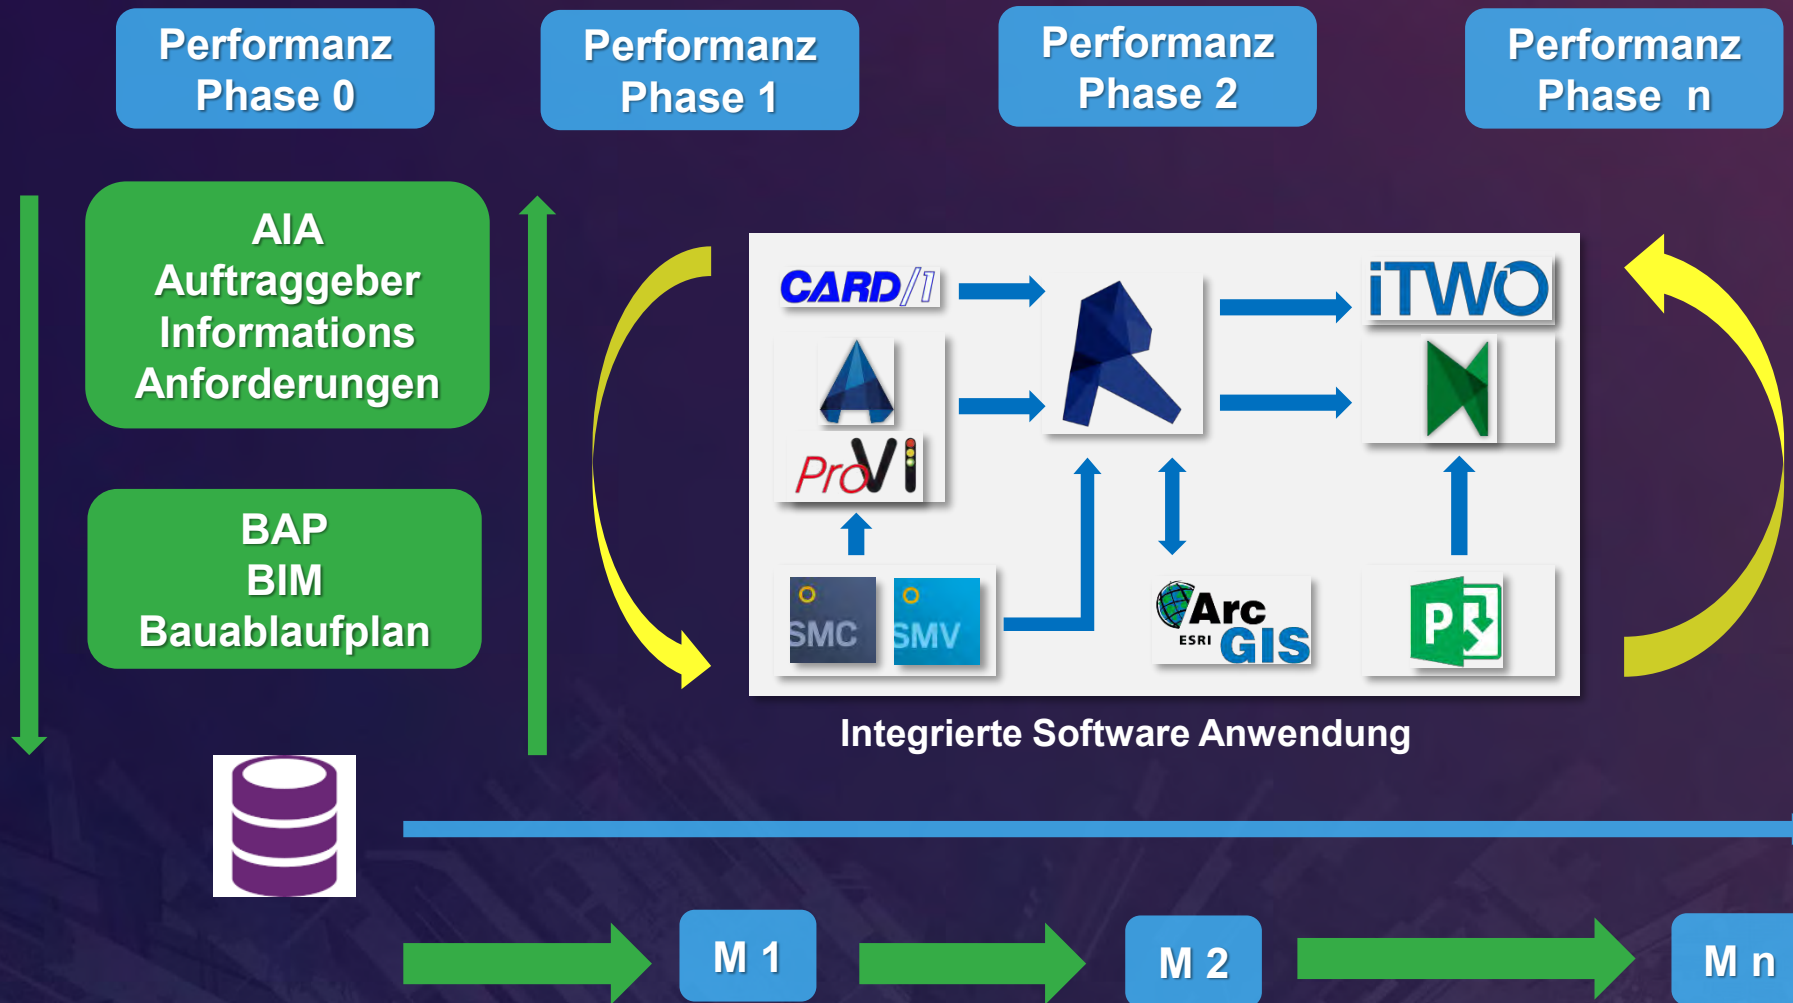 Performanz
Phase 0
Performanz
Phase 1
Performanz
Phase 2
Performanz
Phase n
AIA
Auftraggeber
Informations
Anforderungen
BAP
BIM
Bauablaufplan
CARD/1
ProVI
SMC
SMV
Arc
ESRI
GIS
iTWO
P
Integrierte Software Anwendung
M 1
M 2
M n